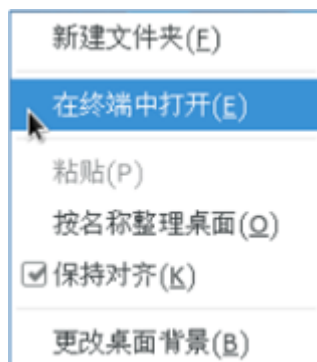 新建文件夹(F)
在终端中打开(E)
粘贴(P)
按名称整理桌面(O)
保持对齐(K)
更改桌面背景(B)